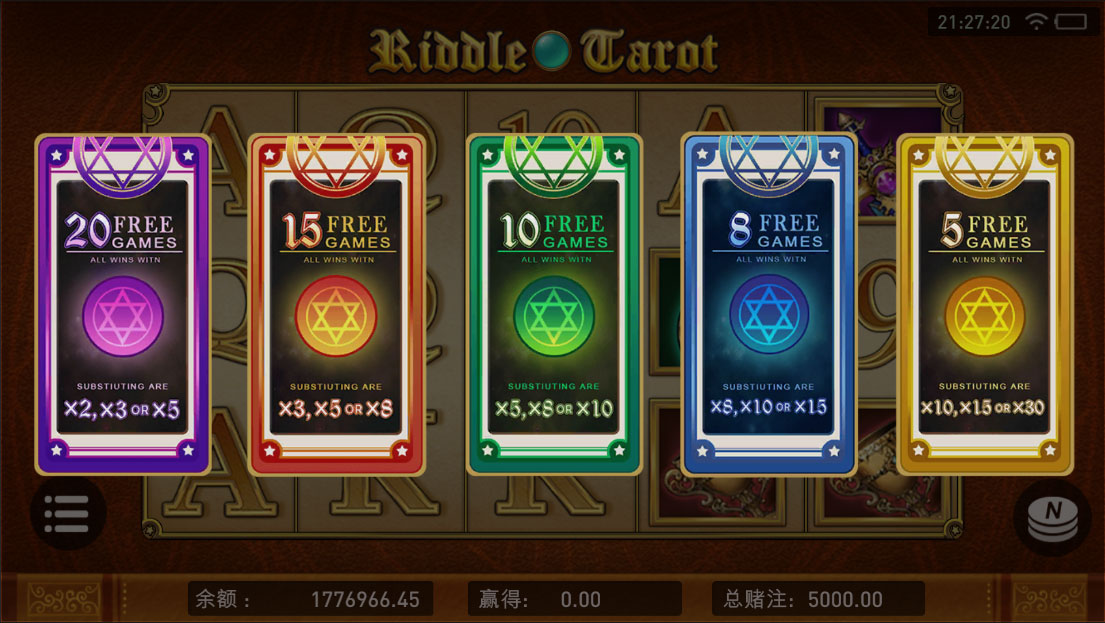 21:27:20
Riddle Tarot
20 FREE
GAMES
ALL WINS WITN
SUBSTIUTING ARE
×2,×3 OR ×5
15 FREE
GAMES
ALL WINS WITN
SUBSTIUTING ARE
×3,×5 OR ×8
10 FREE
GAMES
ALL WINS WITN
SUBSTIUTING ARE
×5,×8 OR ×10
8 FREE
GAMES
ALL WINS WITN
SUBSTIUTING ARE
×8,×10 OR ×15
5 FREE
GAMES
ALL WINS WITN
SUBSTIUTING ARE
×10,×15 OR ×30
A Q 10 A
Q 9
A K K
N
余额： 1776966.45
赢得: 0.00
总赌注: 5000.00